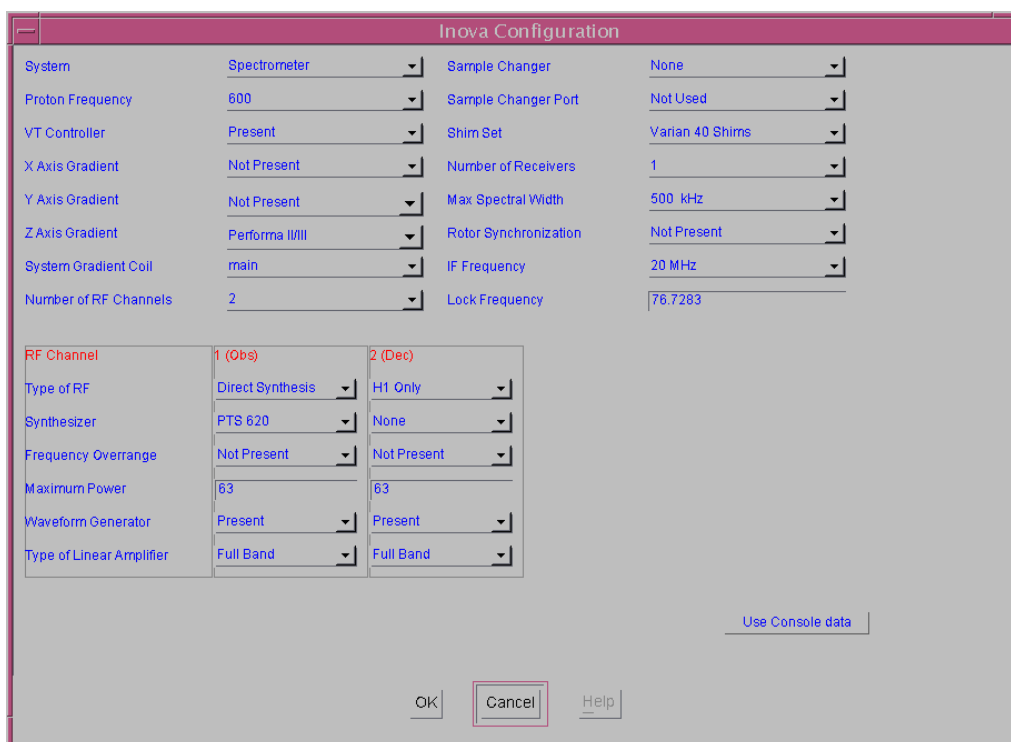 Inova Configuration
System Spectrometer Sample Changer None
Proton Frequency 600 Sample Changer Port Not Used
VT Controller Present Shim Set Varian 40 Shims
X Axis Gradient Not Present Number of Receivers 1
Y Axis Gradient Not Present Max Spectral Width 500 kHz
Z Axis Gradient Performa II/III Rotor Synchronization Not Present
System Gradient Coil main IF Frequency 20 MHz
Number of RF Channels 2 Lock Frequency 76.7283
RF Channel 1 (Obs) 2 (Dec)
Type of RF Direct Synthesis H1 Only
Synthesizer PTS 620 None
Frequency Overrange Not Present Not Present
Maximum Power 63 63
Waveform Generator Present Present
Type of Linear Amplifier Full Band Full Band
Use Console data
OK Cancel Help